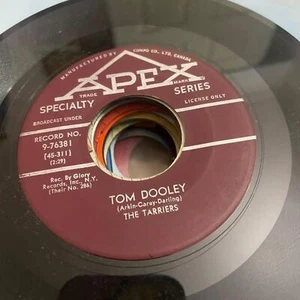 MANUFACTURED BY COMPO CO., LTD., CANADA
APEX
TRADE MARK
SPECIALTY SERIES
BROADCAST UNDER LICENSE ONLY
RECORD NO.
9-76381
(45-311)
(2:29)
Rec. By Glory
Records, Inc., N.Y.
(Their No. 286)
TOM DOOLEY
(Arkin-Carey-Darling)
THE TARRIERS